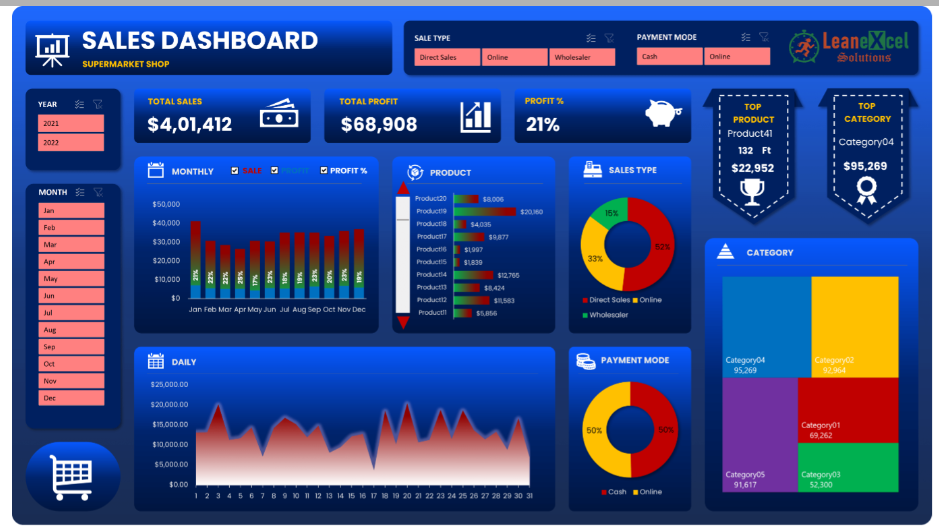 SALES DASHBOARD
SUPERMARKET SHOP
SALE TYPE
Direct Sales
Online
Wholesaler
PAYMENT MODE
Cash
Online
LeaneXcel
Solutions
YEAR
2021
2022
TOTAL SALES
$4,01,412
TOTAL PROFIT
$68,908
PROFIT %
21%
TOP
PRODUCT
Product41
132 Ft
$22,952
TOP
CATEGORY
Category04
$95,269
MONTH
Jan
Feb
Mar
Apr
May
Jun
Jul
Aug
Sep
Oct
Nov
Dec
MONTHLY
SALE
PROFIT
PROFIT %
$50,000
$40,000
$30,000
$20,000
$10,000
$0
21% 22% 22% 25% 17% 23% 18% 19% 23% 20% 23% 19%
Jan Feb Mar Apr May Jun Jul Aug Sep Oct Nov Dec
PRODUCT
Product20 $8,006
Product19 $20,160
Product18 $4,035
Product17 $9,877
Product16 $1,997
Product15 $1,839
Product14 $12,765
Product13 $8,424
Product12 $11,583
Product11 $5,856
SALES TYPE
15%
33%
Direct Sales Online
Wholesaler
CATEGORY
Category04
95,269
Category02
92,964
Category01
69,262
Category05
91,617
Category03
52,300
DAILY
$25,000.00
$20,000.00
$15,000.00
$10,000.00
$5,000.00
$0.00
1 2 3 4 5 6 7 8 9 10 11 12 13 14 15 16 17 18 19 20 21 22 23 24 25 26 27 28 29 30 31
PAYMENT MODE
50%
50%
Cash Online